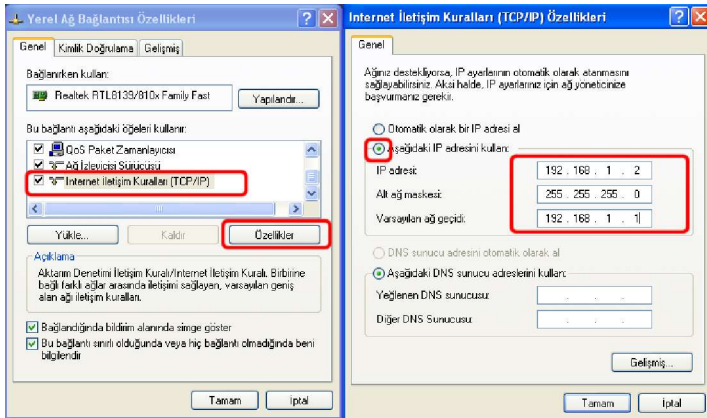 Yerel Ağ Bağlantısı Özellikleri
Genel
Kimlik Doğrulama
Gelişmiş
Bağlanırken kullan:
Realtek RTL8139/810x Family Fast
Yapılandır...
Bu bağlantı aşağıdaki öğeleri kullanır:
QoS Paket Zamanlayıcısı
Ağ İzleyicisi Sürücüsü
Internet iletişim Kuralları (TCP/IP)
Yükle...
Kaldır
Özellikler
Açıklama
Aktarım Denetimi İletişim Kuralı/Internet İletişim Kuralı. Birbirine
bağlı farklı ağlar arasında iletişimi sağlayan, varsayılan geniş
alan ağı iletişim kuralları.
Bağlandığında bildirim alanında simge göster
Bu bağlantı sınırlı olduğunda veya hiç bağlantı olmadığında beni
bilgilendir
Tamam
İptal
Internet İletişim Kuralları (TCP/IP) Özellikleri
Genel
Ağınız destekliyorsa, IP ayarlarının otomatik olarak atanmasını
sağlayabilirsiniz. Aksi halde, IP ayarlarınız için ağ yöneticinize
başvurmanız gerekir.
Otomatik olarak bir IP adresi al
Aşağıdaki IP adresini kullan:
IP adresi:
192 . 168 . 1 . 2
Alt ağ maskesi:
255 . 255 . 255 . 0
Varsayılan ağ geçidi:
192 . 168 . 1 . 1
DNS sunucu adresini otomatik olarak al
Aşağıdaki DNS sunucu adreslerini kullan:
Yeğlenen DNS sunucusu:
Diğer DNS Sunucusu:
Gelişmiş...
Tamam
İptal